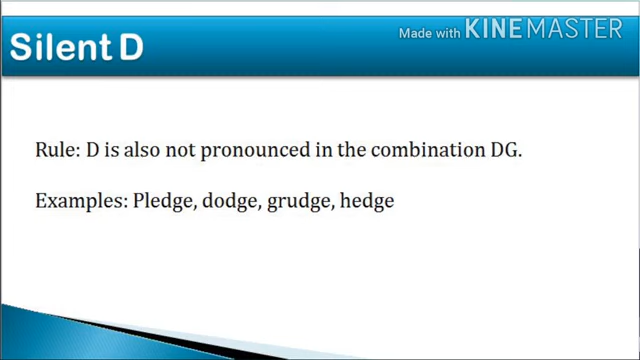 Made with KINEMASTER
Silent D
Rule: D is also not pronounced in the combination DG.
Examples: Pledge, dodge, grudge, hedge